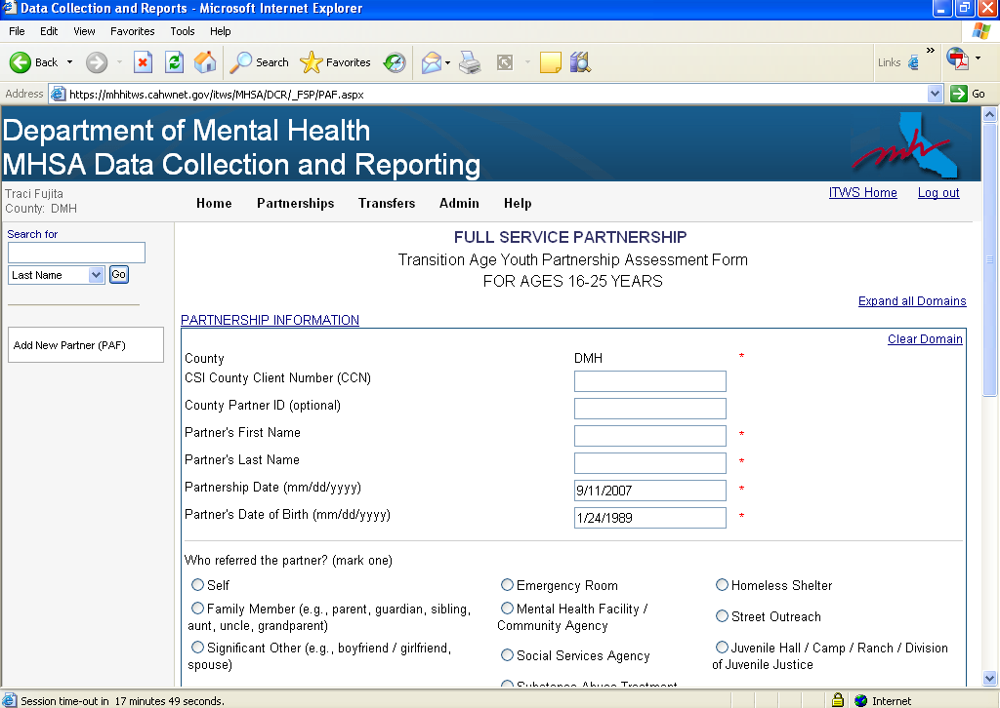 Data Collection and Reports - Microsoft Internet Explorer
File Edit View Favorites Tools Help
Back Search Favorites Links »
Address https://mhhitws.cahwnet.gov/itws/MHSA/DCR/_FSP/PAF.aspx Go
Department of Mental Health
MHSA Data Collection and Reporting
mh
Traci Fujita
County: DMH
Home Partnerships Transfers Admin Help
ITWS Home Log out
Search for
Last Name Go
Add New Partner (PAF)
FULL SERVICE PARTNERSHIP
Transition Age Youth Partnership Assessment Form
FOR AGES 16-25 YEARS
Expand all Domains
PARTNERSHIP INFORMATION
Clear Domain
County DMH *
CSI County Client Number (CCN)
County Partner ID (optional)
Partner's First Name *
Partner's Last Name *
Partnership Date (mm/dd/yyyy) 9/11/2007 *
Partner's Date of Birth (mm/dd/yyyy) 1/24/1989 *
Who referred the partner? (mark one)
Self
Family Member (e.g., parent, guardian, sibling,
aunt, uncle, grandparent)
Significant Other (e.g., boyfriend / girlfriend,
spouse)
Emergency Room
Mental Health Facility /
Community Agency
Social Services Agency
Substance Abuse Treatment
Homeless Shelter
Street Outreach
Juvenile Hall / Camp / Ranch / Division
of Juvenile Justice
Session time-out in 17 minutes 49 seconds.
Internet